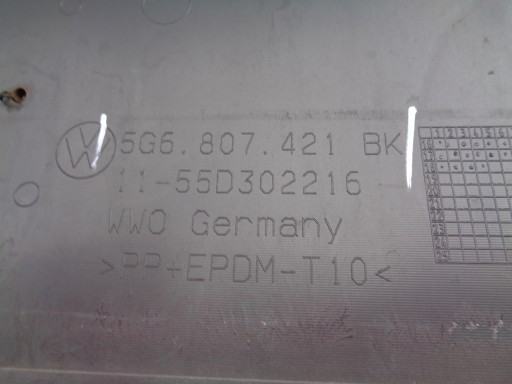 5G6.807.421 BK
11-55D302216
WWO Germany
>PP+EPDM-T10<